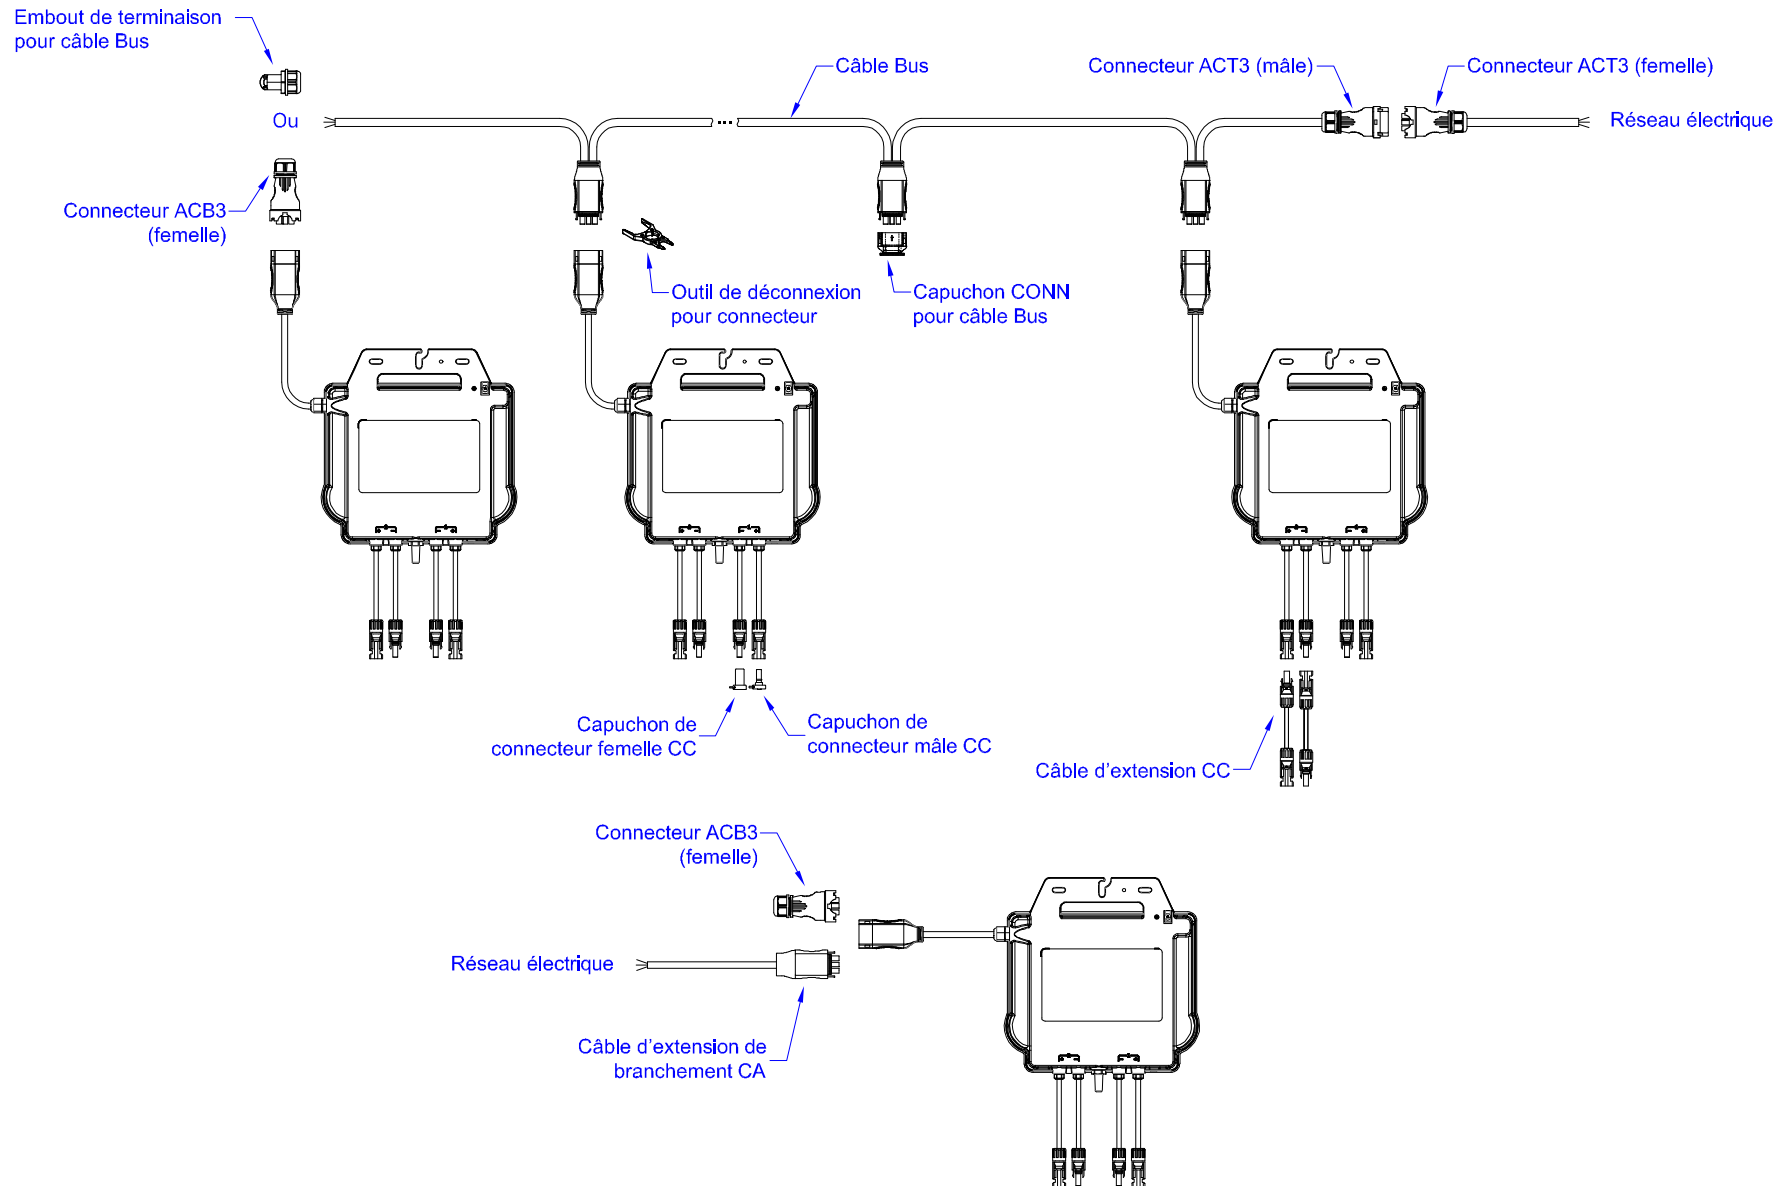 Embout de terminaison
pour câble Bus
Câble Bus
Connecteur ACT3 (mâle)
Connecteur ACT3 (femelle)
Ou
Réseau électrique
Connecteur ACB3
(femelle)
Outil de déconnexion
pour connecteur
Capuchon CONN
pour câble Bus
Capuchon de
connecteur femelle CC
Capuchon de
connecteur mâle CC
Câble d'extension CC
Connecteur ACB3
(femelle)
Réseau électrique
Câble d'extension de
branchement CA